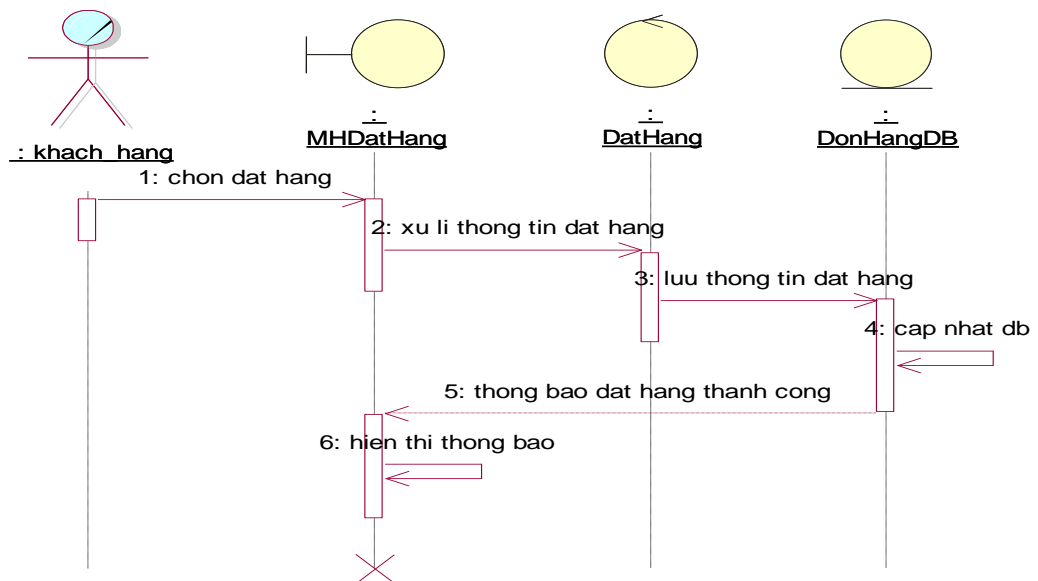 : khach_hang
:
MHDatHang
:
DatHang
:
DonHangDB
1: chon dat hang
2: xu li thong tin dat hang
3: luu thong tin dat hang
4: cap nhat db
5: thong bao dat hang thanh cong
6: hien thi thong bao